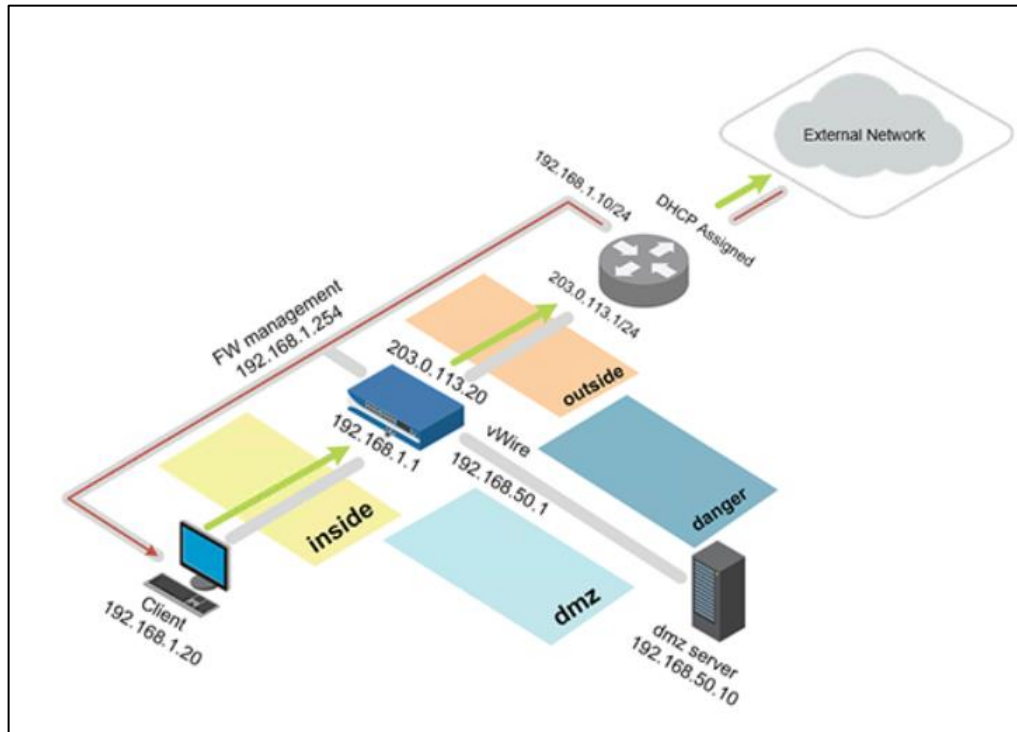 External Network
192.168.1.10/24
DHCP Assigned
203.0.113.1/24
FW management
192.168.1.254
203.0.113.20
outside
192.168.1.1
vWire
192.168.50.1
danger
inside
dmz
Client
192.168.1.20
dmz server
192.168.50.10